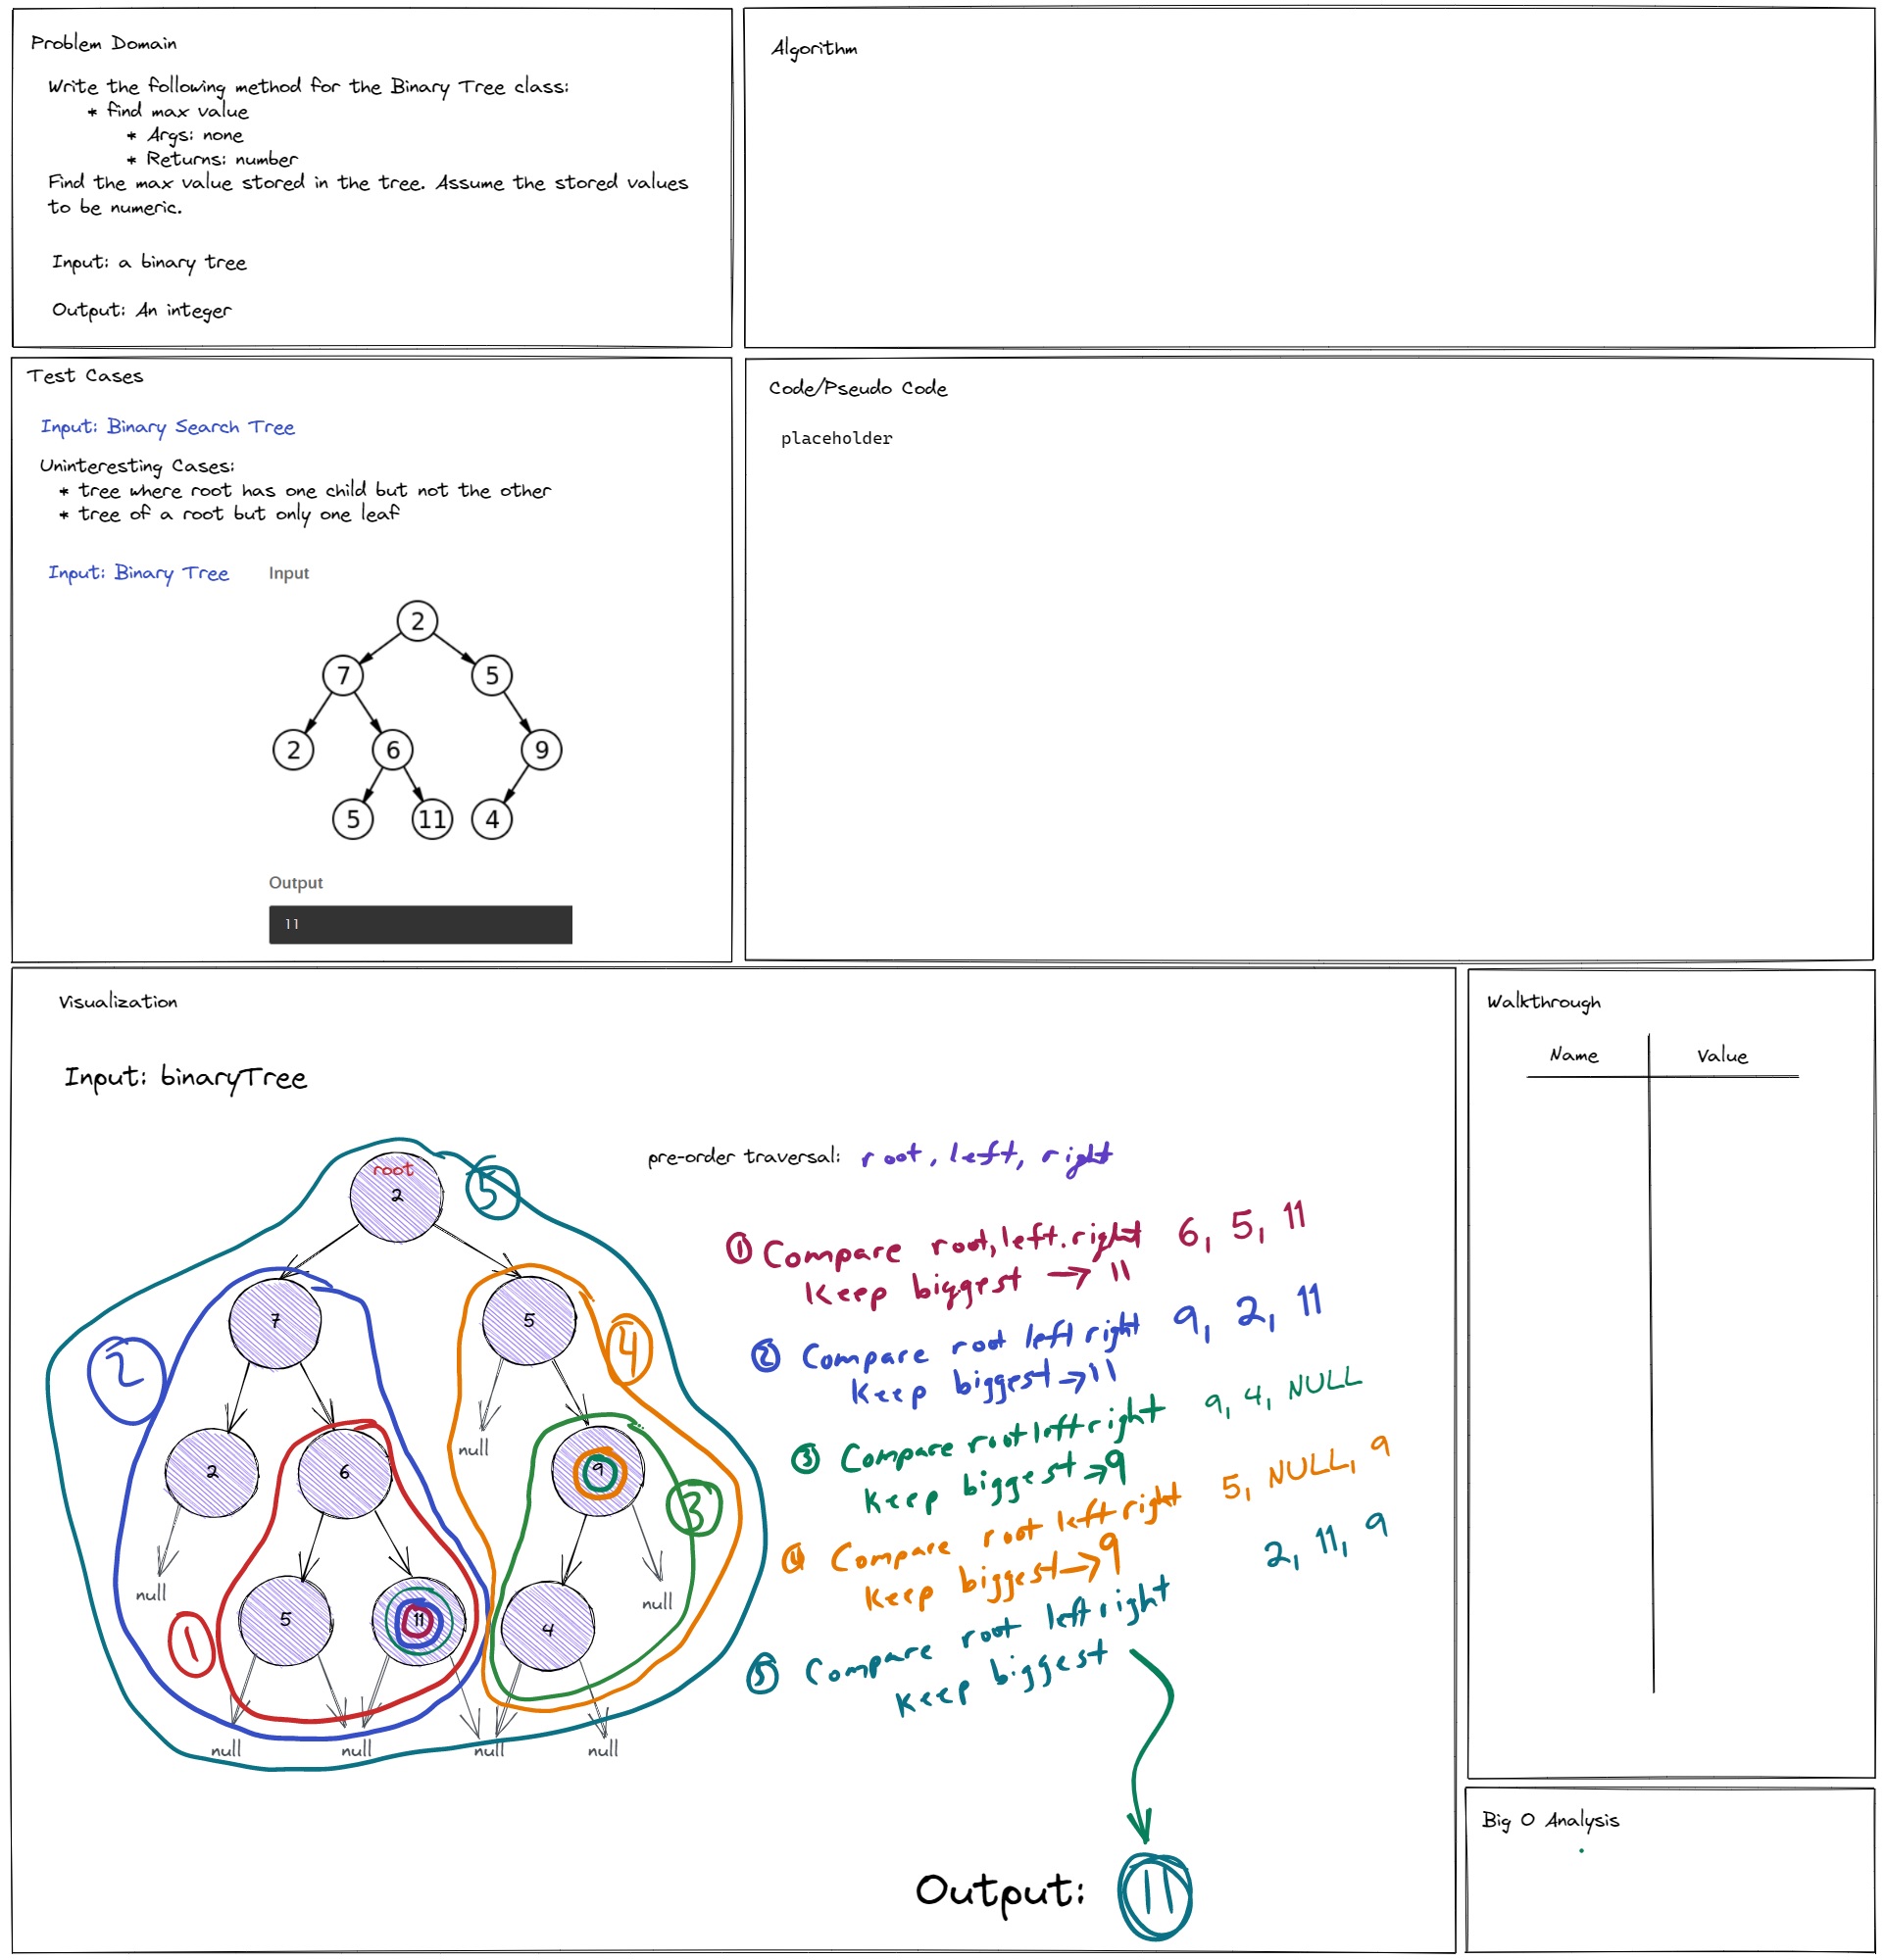 Problem Domain
Write the following method for the Binary Tree class:
* find max value
* Args: none
* Returns: number
Find the max value stored in the tree. Assume the stored values
to be numeric.
Input: a binary tree
Output: An integer
Algorithm
Test Cases
Input: Binary Search Tree
Uninteresting Cases:
* tree where root has one child but not the other
* tree of a root but only one leaf
Input: Binary Tree
Input
2
7
5
2
6
9
5
11
4
Output
11
Code/Pseudo Code
placeholder
Visualization
Input: binaryTree
root
2
5
7
5
2
4
2
6
9
null
3
null
null
1
5
11
4
null
null
null
null
pre-order traversal: root, left, right
① Compare root, left. right 6, 5, 11
Keep biggest → 11
② Compare root left right 9, 2, 11
Keep biggest → 11
③ Compare root left right 9, 4, NULL
Keep biggest → 9
④ Compare root left right 5, NULL, 9
Keep biggest → 9
⑤ Compare root left right 2, 11, 9
Keep biggest
Output: 11
Walkthrough
Name Value
Big O Analysis